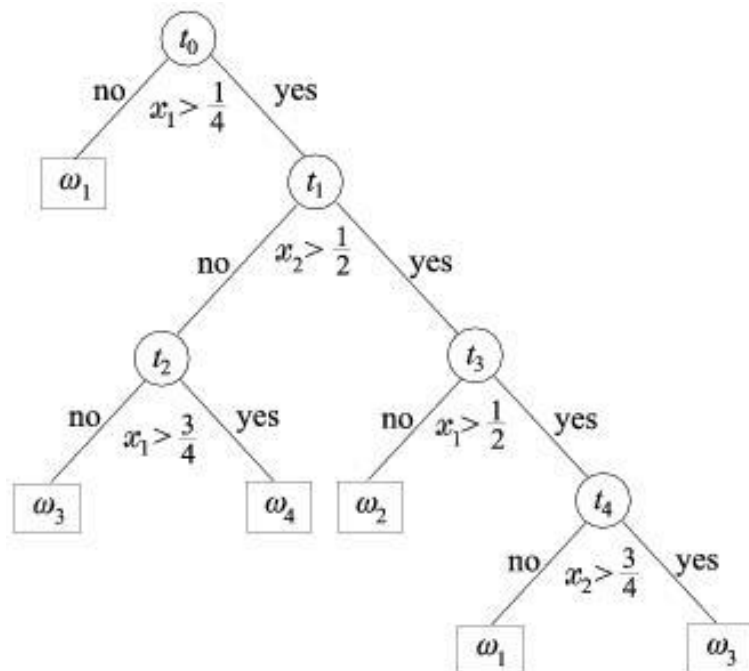 t₀
no
x₁ > 1/4
yes
ω₁
t₁
no
x₂ > 1/2
yes
t₂
t₃
no
x₁ > 3/4
yes
no
x₁ > 1/2
yes
ω₃
ω₄
ω₂
t₄
no
x₂ > 3/4
yes
ω₁
ω₃